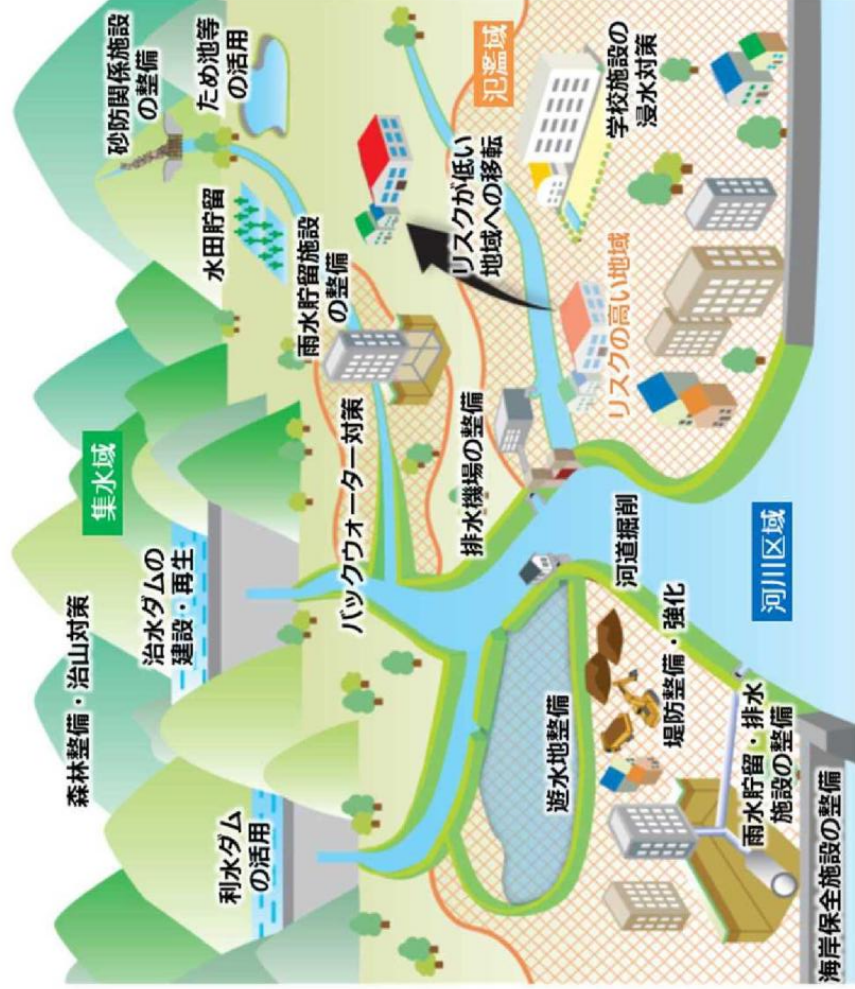 集水域
森林整備・治山対策
治水ダムの
建設・再生
利水ダム
の活用
砂防関係施設
の整備
ため池等
の活用
水田貯留
雨水貯留施設
の整備
バックウォーター対策
リスクが低い
地域への移転
氾濫域
学校施設の
浸水対策
リスクの高い地域
排水機場の整備
遊水地整備
河道掘削
堤防整備・強化
河川区域
雨水貯留・排水
施設の整備
海岸保全施設の整備